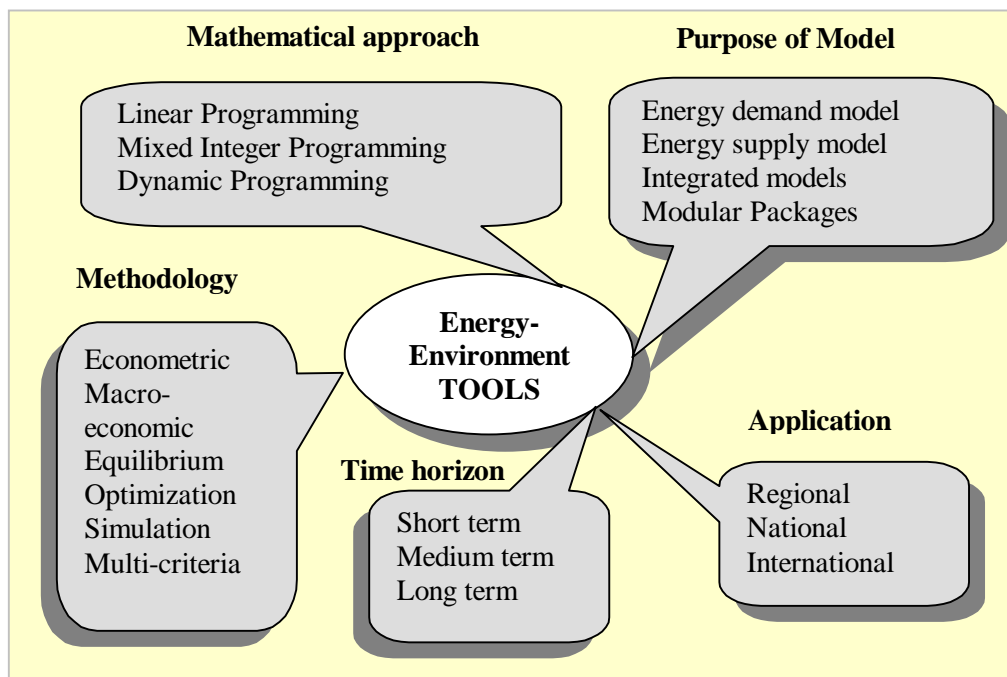 Mathematical approach
Linear Programming
Mixed Integer Programming
Dynamic Programming
Purpose of Model
Energy demand model
Energy supply model
Integrated models
Modular Packages
Methodology
Econometric
Macro-
economic
Equilibrium
Optimization
Simulation
Multi-criteria
Energy-
Environment
TOOLS
Time horizon
Short term
Medium term
Long term
Application
Regional
National
International